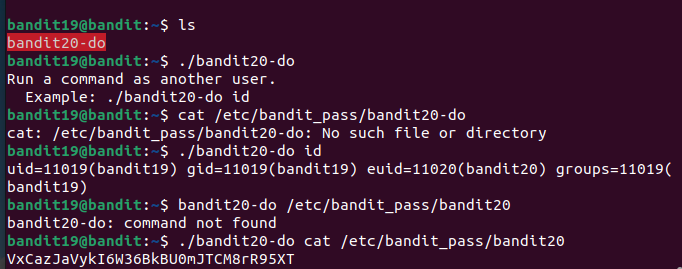 bandit19@bandit:~$ ls
bandit20-do
bandit19@bandit:~$ ./bandit20-do
Run a command as another user.
  Example: ./bandit20-do id
bandit19@bandit:~$ cat /etc/bandit_pass/bandit20-do
cat: /etc/bandit_pass/bandit20-do: No such file or directory
bandit19@bandit:~$ ./bandit20-do id
uid=11019(bandit19) gid=11019(bandit19) euid=11020(bandit20) groups=11019(
bandit19)
bandit19@bandit:~$ bandit20-do /etc/bandit_pass/bandit20
bandit20-do: command not found
bandit19@bandit:~$ ./bandit20-do cat /etc/bandit_pass/bandit20
VxCazJaVykI6W36BkBU0mJTCM8rR95XT